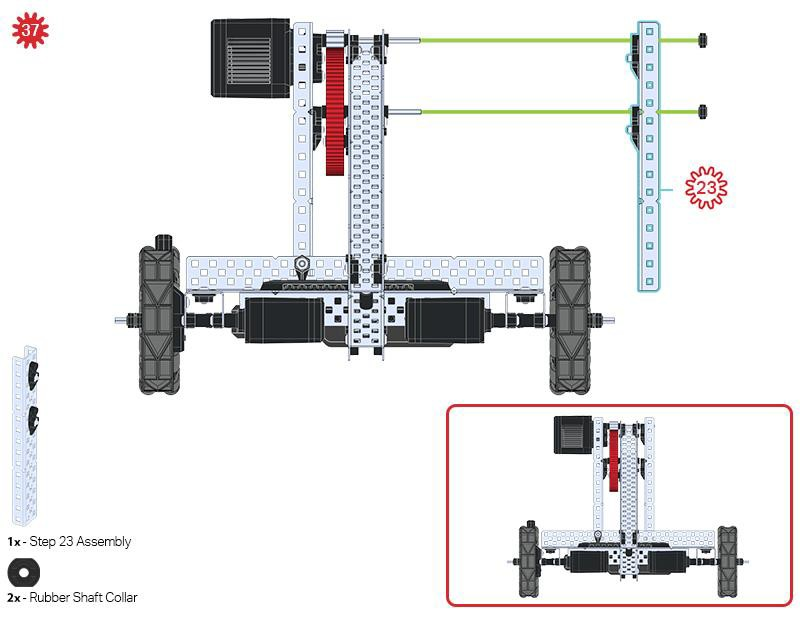 37
23
1x - Step 23 Assembly
2x - Rubber Shaft Collar